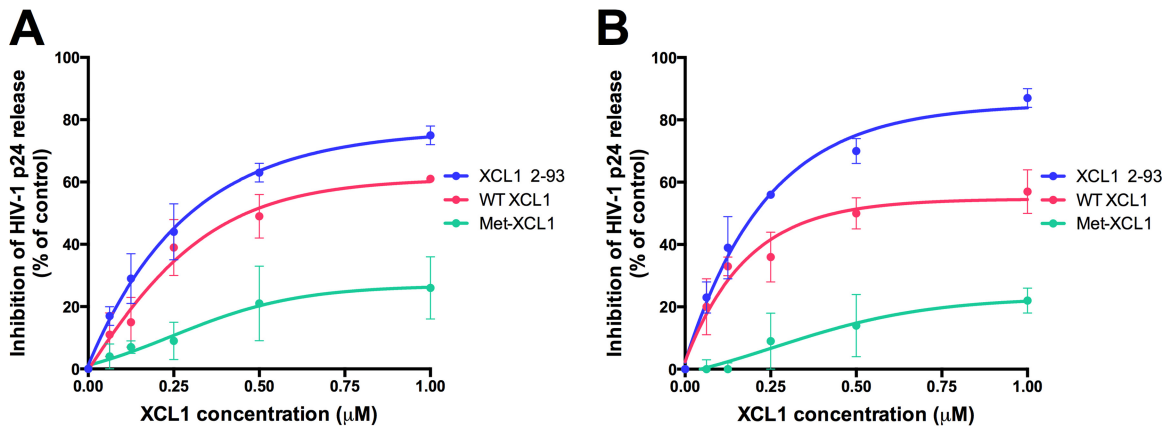 A
Inhibition of HIV-1 p24 release
(% of control)
100
80
60
40
20
0
0.00
0.25
0.50
0.75
1.00
XCL1 concentration (μM)
XCL1 2-93
WT XCL1
Met-XCL1
B
Inhibition of HIV-1 p24 release
(% of control)
100
80
60
40
20
0
0.00
0.25
0.50
0.75
1.00
XCL1 concentration (μM)
XCL1 2-93
WT XCL1
Met-XCL1